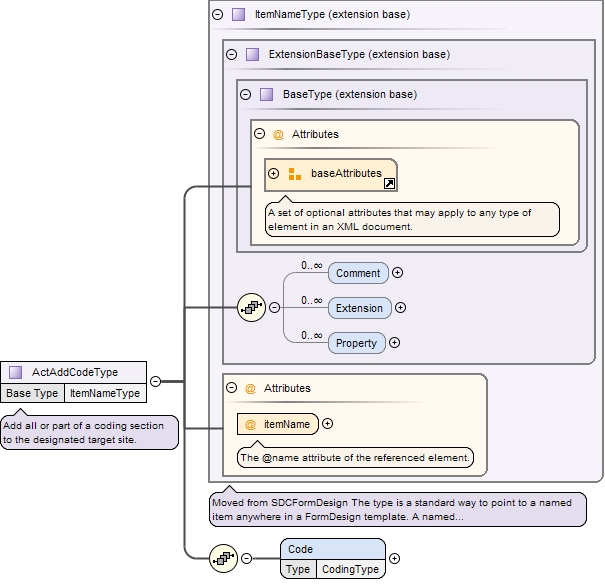 ItemNameType (extension base)
ExtensionBaseType (extension base)
BaseType (extension base)
@ Attributes
baseAttributes
A set of optional attributes that may apply to any type of
element in an XML document.
0..∞
Comment
0..∞
Extension
0..∞
Property
ActAddCodeType
Base Type ItemNameType
Add all or part of a coding section
to the designated target site.
@ Attributes
@ itemName
The @name attribute of the referenced element.
Moved from SDCFormDesign The type is a standard way to point to a named
item anywhere in a FormDesign template. A named...
Code
Type CodingType